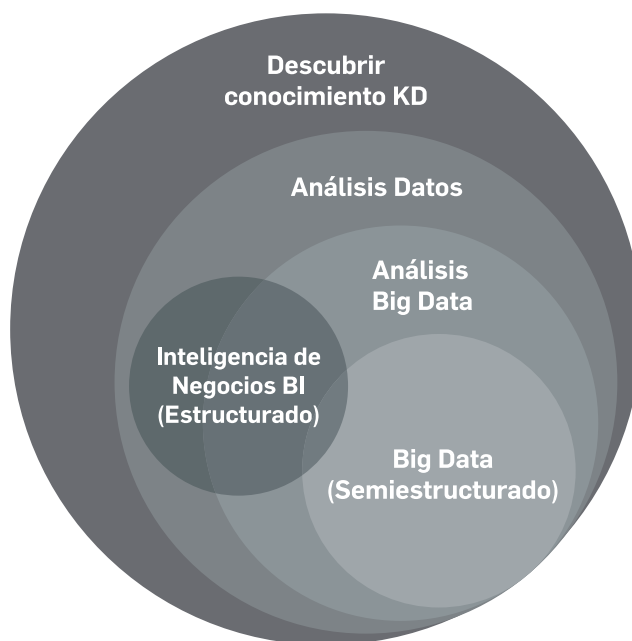 Descubrir
conocimiento KD
Análisis Datos
Análisis
Big Data
Inteligencia de
Negocios BI
(Estructurado)
Big Data
(Semiestructurado)